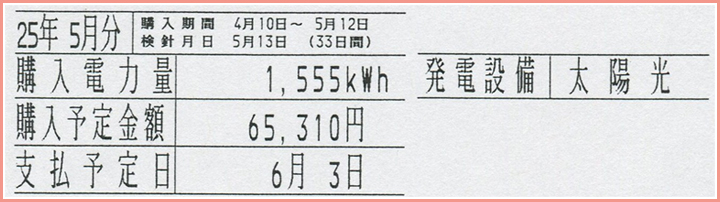 25年 5月分 購入期間 4月10日～ 5月12日
検針月日 5月13日 (33日間)
購入電力量 1,555kWh
発電設備 太陽光
購入予定金額 65,310円
支払予定日 6月 3日